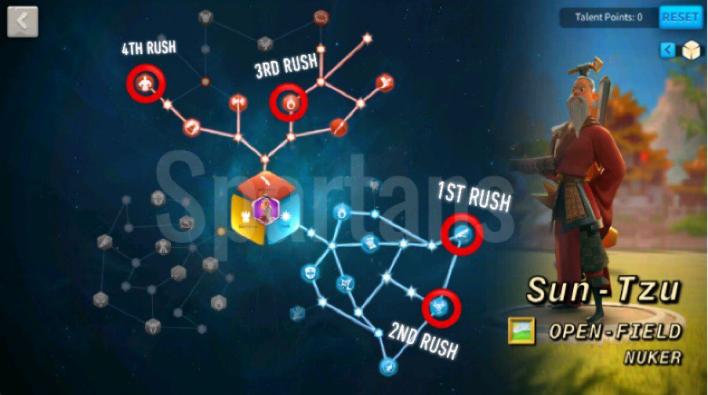 Talent Points: 0
RESET
4TH RUSH
3RD RUSH
Spartans
1ST RUSH
2ND RUSH
Sun-Tzu
OPEN-FIELD
NUKER